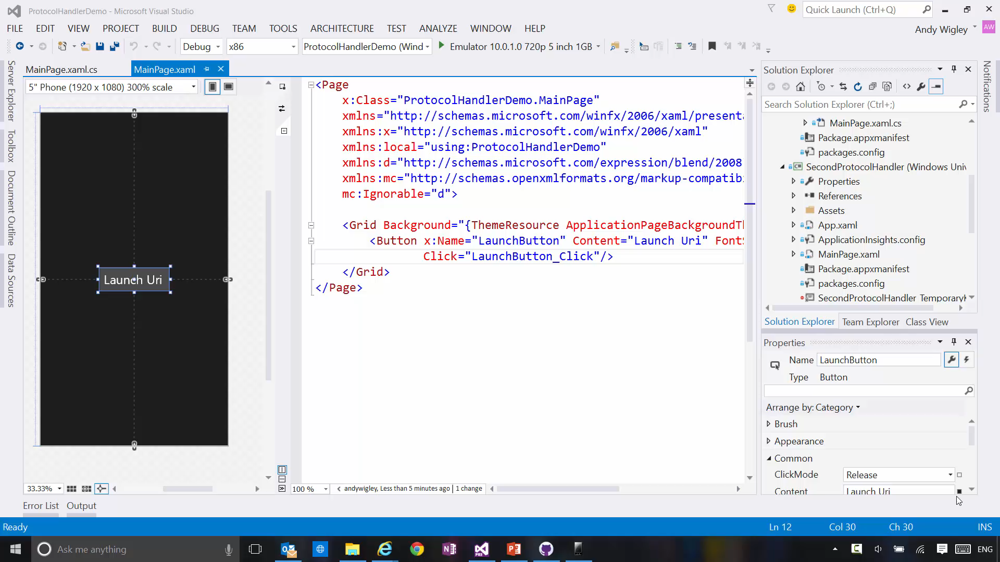 ProtocolHandlerDemo - Microsoft Visual Studio
Quick Launch (Ctrl+Q)
FILE EDIT VIEW PROJECT BUILD DEBUG TEAM TOOLS ARCHITECTURE TEST ANALYZE WINDOW HELP
Andy Wigley AW
Debug x86 ProtocolHandlerDemo (Wind Emulator 10.0.1.0 720p 5 inch 1GB
Server Explorer
Toolbox
Document Outline
Data Sources
MainPage.xaml.cs MainPage.xaml
5" Phone (1920 x 1080) 300% scale
Launch Uri
33.33%
<Page
x:Class="ProtocolHandlerDemo.MainPage"
xmlns="http://schemas.microsoft.com/winfx/2006/xaml/present
xmlns:x="http://schemas.microsoft.com/winfx/2006/xaml"
xmlns:local="using:ProtocolHandlerDemo"
xmlns:d="http://schemas.microsoft.com/expression/blend/2008
xmlns:mc="http://schemas.openxmlformats.org/markup-compatib
mc:Ignorable="d">
<Grid Background="{ThemeResource ApplicationPageBackgroundTh
<Button x:Name="LaunchButton" Content="Launch Uri" FontS
Click="LaunchButton_Click"/>
</Grid>
</Page>
100 % andywigley, Less than 5 minutes ago | 1 change
Solution Explorer
Search Solution Explorer (Ctrl+;)
MainPage.xaml.cs
Package.appxmanifest
packages.config
SecondProtocolHandler (Windows Univ
Properties
References
Assets
App.xaml
ApplicationInsights.config
MainPage.xaml
Package.appxmanifest
packages.config
SecondProtocolHandler_TemporaryK
Solution Explorer Team Explorer Class View
Notifications
Properties
Name LaunchButton
Type Button
Arrange by: Category
Brush
Appearance
Common
ClickMode Release
Content Launch Uri
Error List Output
Ready Ln 12 Col 30 Ch 30 INS
Ask me anything
ENG